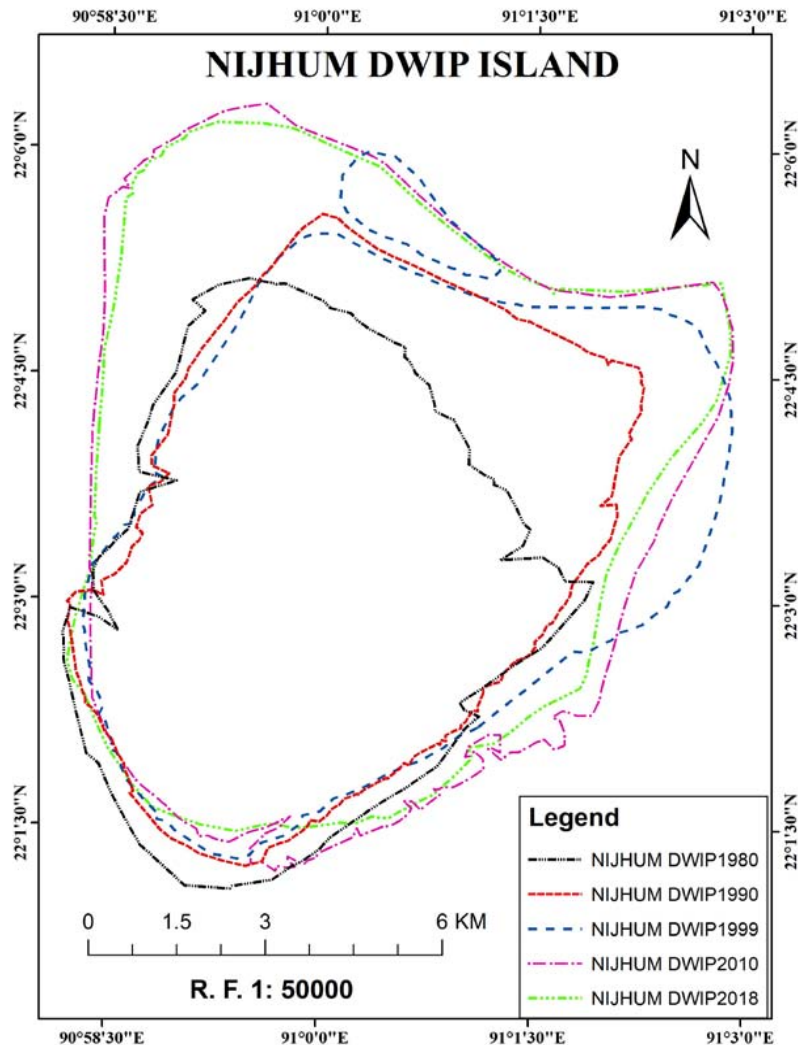 90°58'30"E 91°0'0"E 91°1'30"E 91°3'0"E
NIJHUM DWIP ISLAND
22°6'0"N 22°6'0"N
N
22°4'30"N 22°4'30"N
22°3'0"N 22°3'0"N
22°1'30"N 22°1'30"N
Legend
NIJHUM DWIP1980
NIJHUM DWIP1990
NIJHUM DWIP1999
NIJHUM DWIP2010
NIJHUM DWIP2018
0 1.5 3 6 KM
R. F. 1: 50000
90°58'30"E 91°0'0"E 91°1'30"E 91°3'0"E